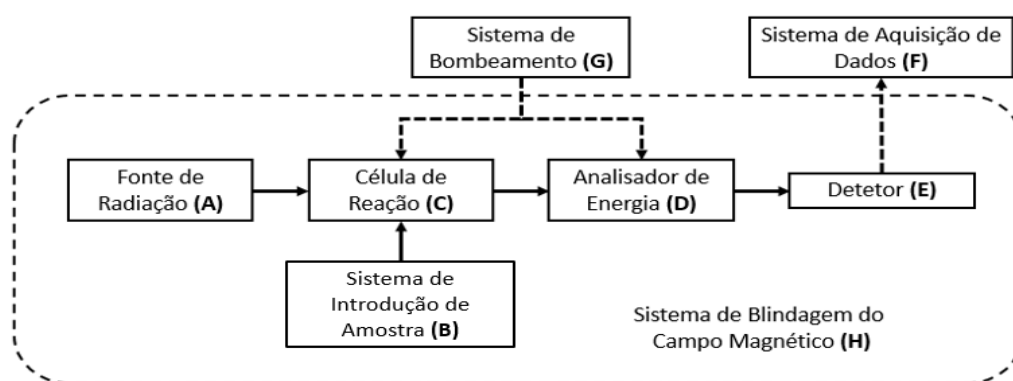 Sistema de
Bombeamento (G)
Sistema de Aquisição de
Dados (F)
Fonte de
Radiação (A)
Célula de
Reação (C)
Analisador de
Energia (D)
Detetor (E)
Sistema de
Introdução de
Amostra (B)
Sistema de Blindagem do
Campo Magnético (H)